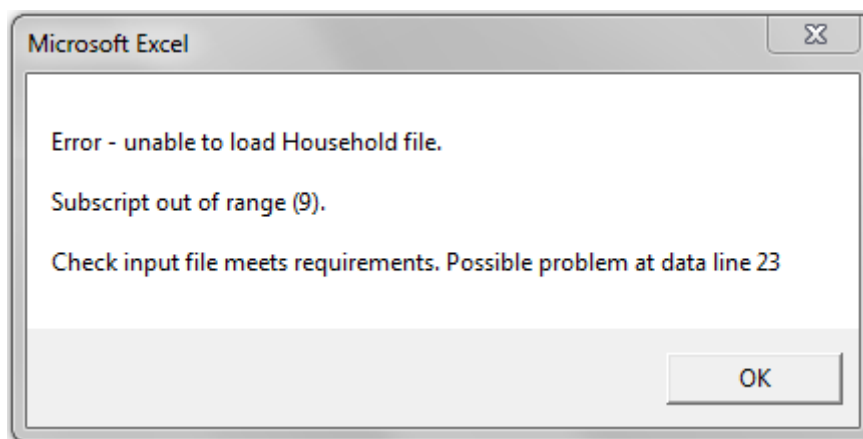 Microsoft Excel
Error - unable to load Household file.
Subscript out of range (9).
Check input file meets requirements. Possible problem at data line 23
OK